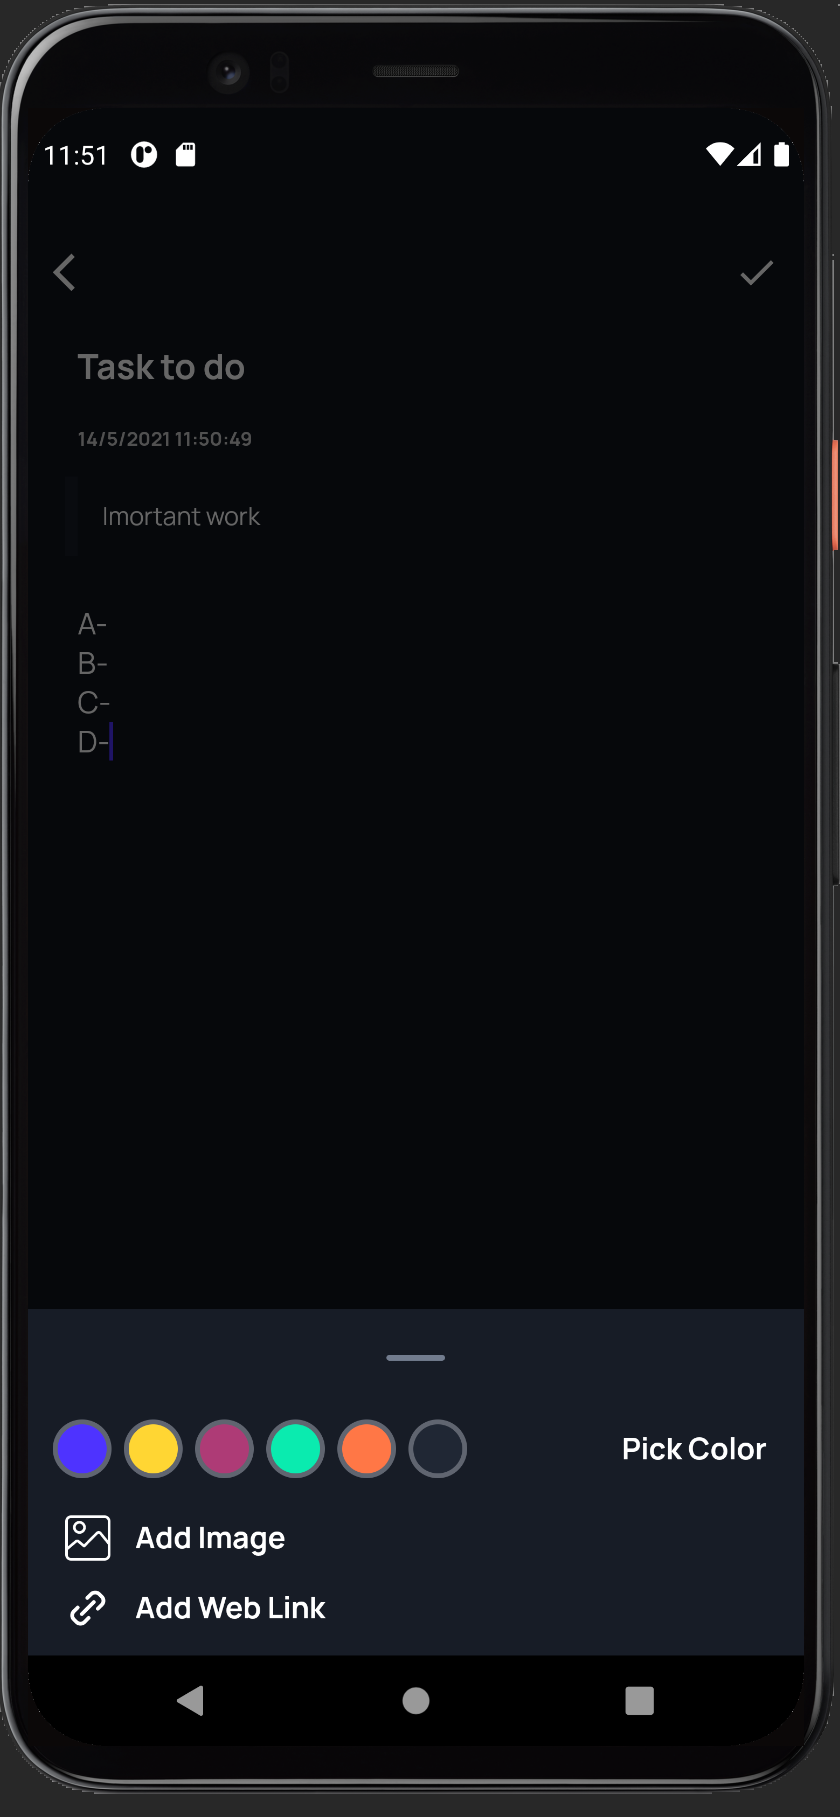 11:51
Task to do
14/5/2021 11:50:49
Imortant work
A-
B-
C-
D-
Pick Color
Add Image
Add Web Link